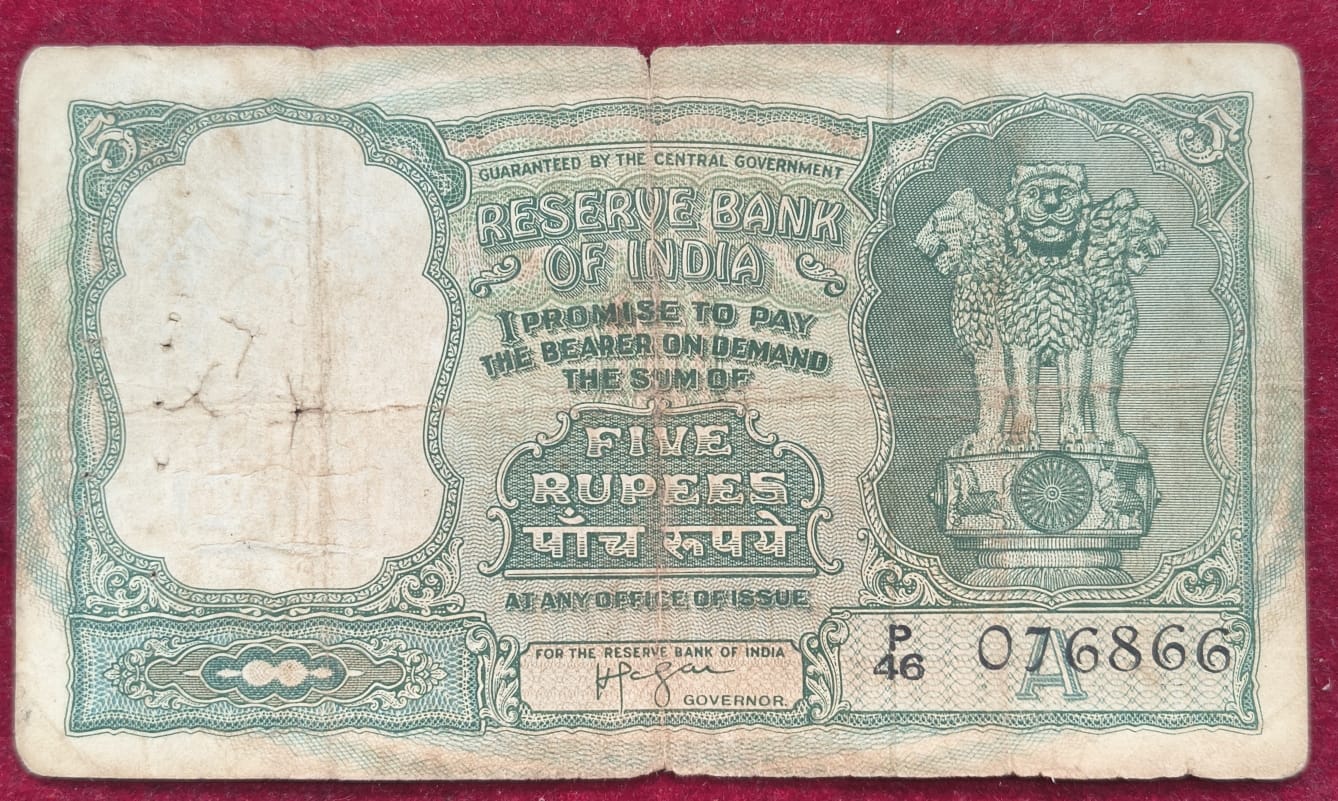 5
5
GUARANTEED BY THE CENTRAL GOVERNMENT
RESERVE BANK
OF INDIA
I PROMISE TO PAY
THE BEARER ON DEMAND
THE SUM OF
FIVE
RUPEES
पाँच रूपये
AT ANY OFFICE OF ISSUE
FOR THE RESERVE BANK OF INDIA
GOVERNOR.
P/46 076866
A